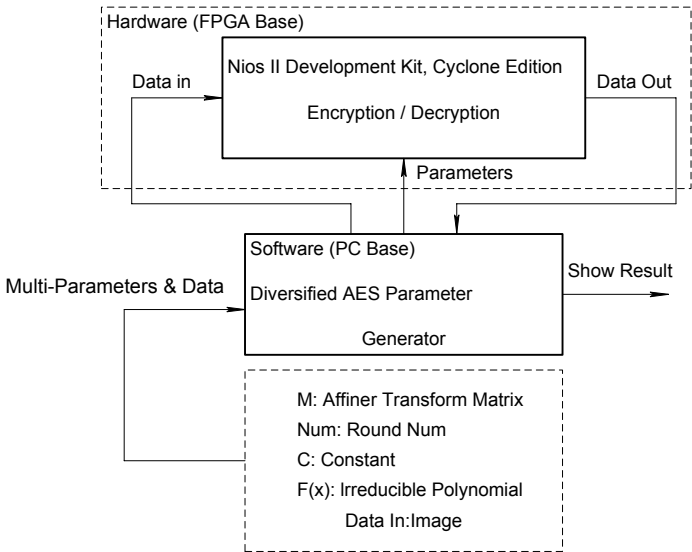 Hardware (FPGA Base)
Nios II Development Kit, Cyclone Edition
Data in
Data Out
Encryption / Decryption
Parameters
Software (PC Base)
Show Result
Multi-Parameters & Data
Diversified AES Parameter
Generator
M: Affiner Transform Matrix
Num: Round Num
C: Constant
F(x): Irreducible Polynomial
Data In:Image